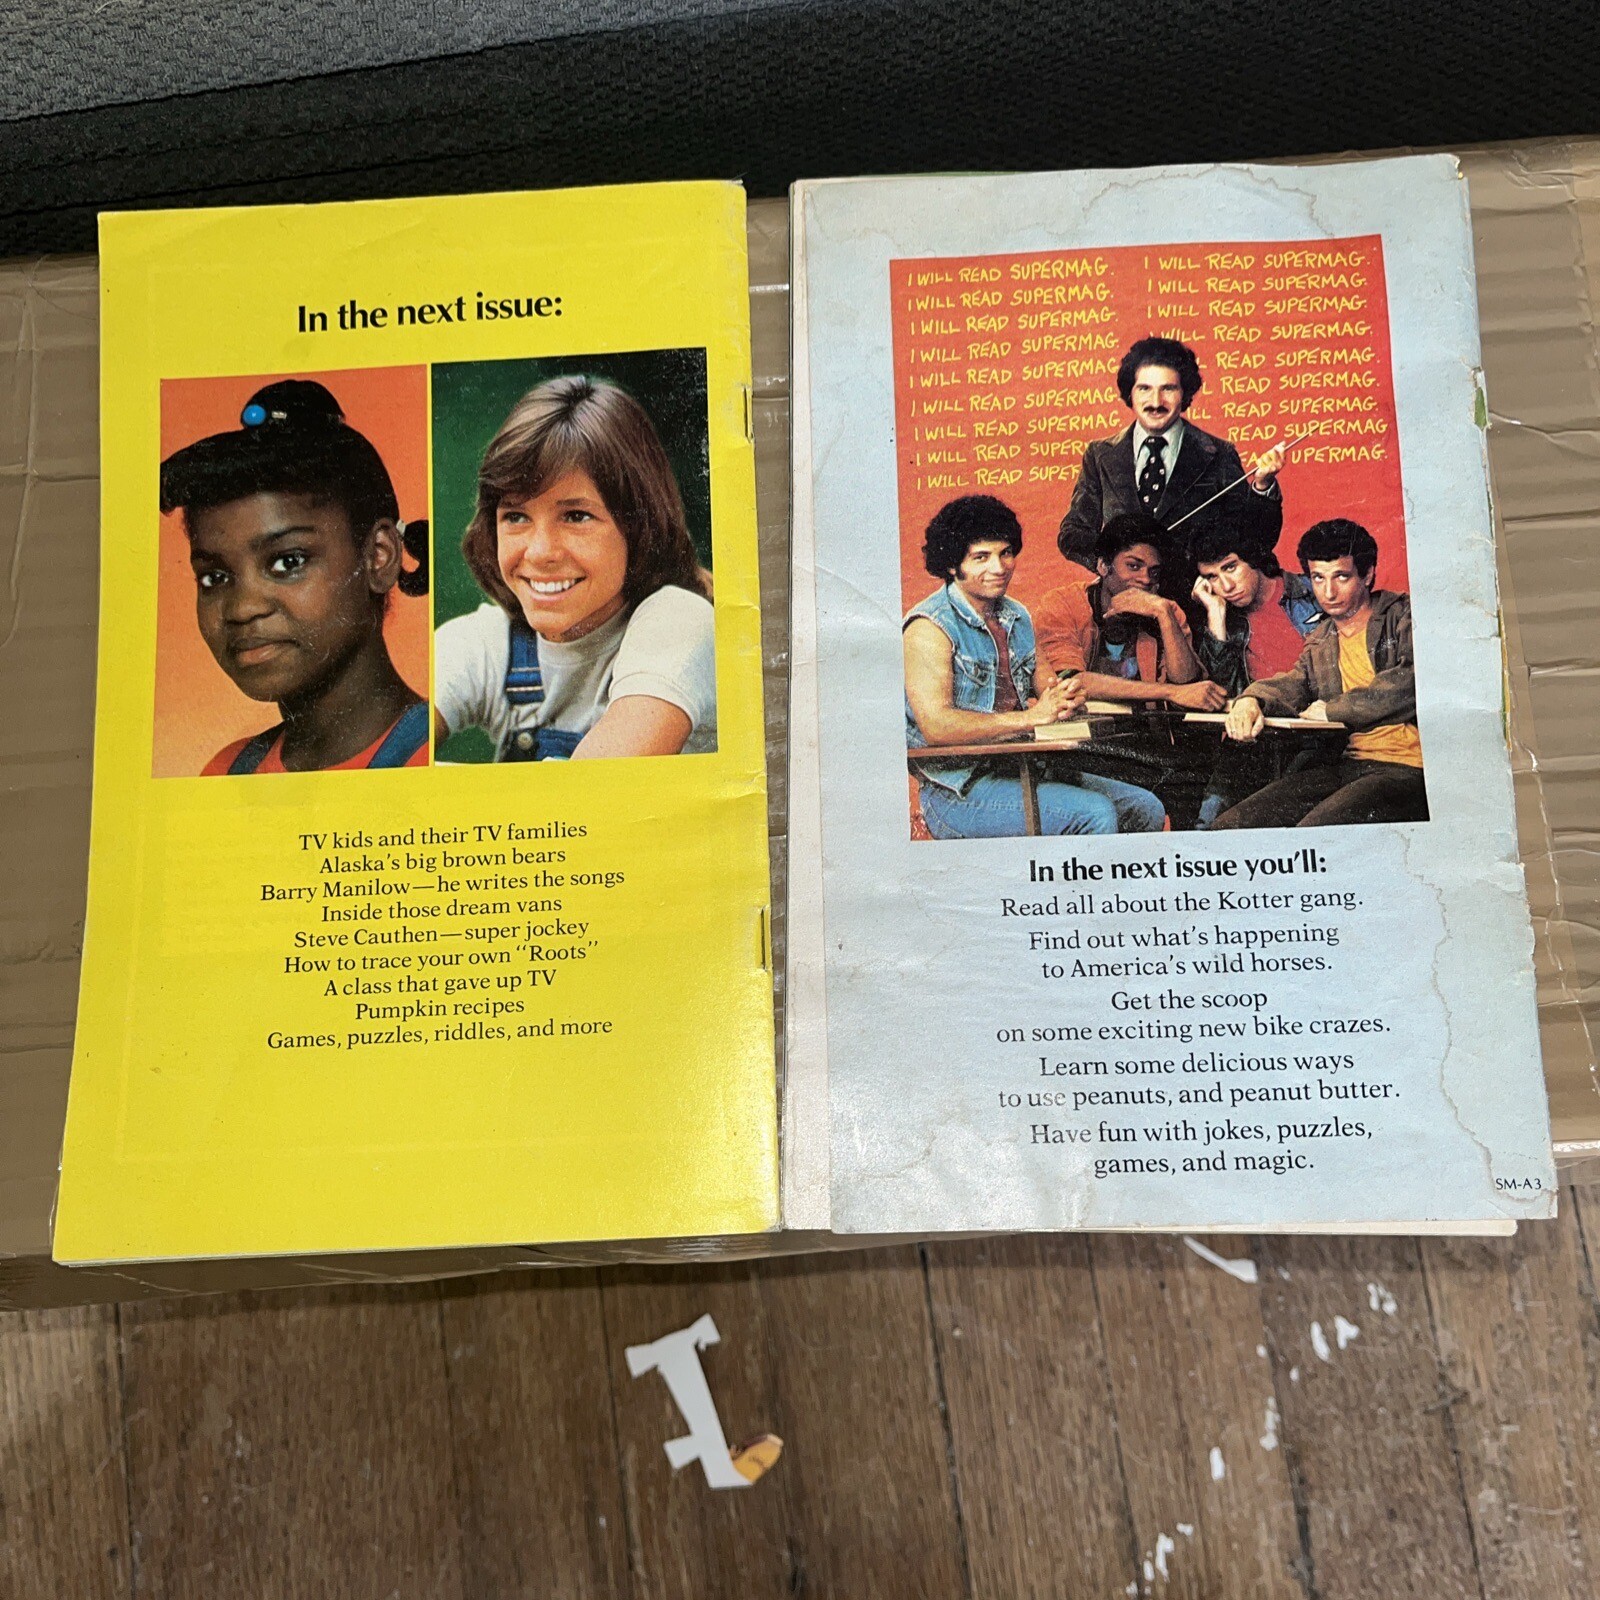 In the next issue:
TV kids and their TV families
Alaska's big brown bears
Barry Manilow—he writes the songs
Inside those dream vans
Steve Cauthen—super jockey
How to trace your own "Roots"
A class that gave up TV
Pumpkin recipes
Games, puzzles, riddles, and more
I WILL READ SUPERMAG.
I WILL READ SUPERMAG.
I WILL READ SUPERMAG.
I WILL READ SUPERMAG.
I WILL READ SUPERMAG.
I WILL READ SUPERMAG.
I WILL READ SUPERMAG.
I WILL READ SUPER
I WILL READ SUPER
I WILL READ SUPERMAG.
I WILL READ SUPERMAG.
I WILL READ SUPERMAG.
WILL READ SUPERMAG.
READ SUPERMAG.
READ SUPERMAG.
READ SUPERMAG.
READ SUPERMAG
UPERMAG.
In the next issue you'll:
Read all about the Kotter gang.
Find out what's happening
to America's wild horses.
Get the scoop
on some exciting new bike crazes.
Learn some delicious ways
to use peanuts, and peanut butter.
Have fun with jokes, puzzles,
games, and magic.
SM-A3